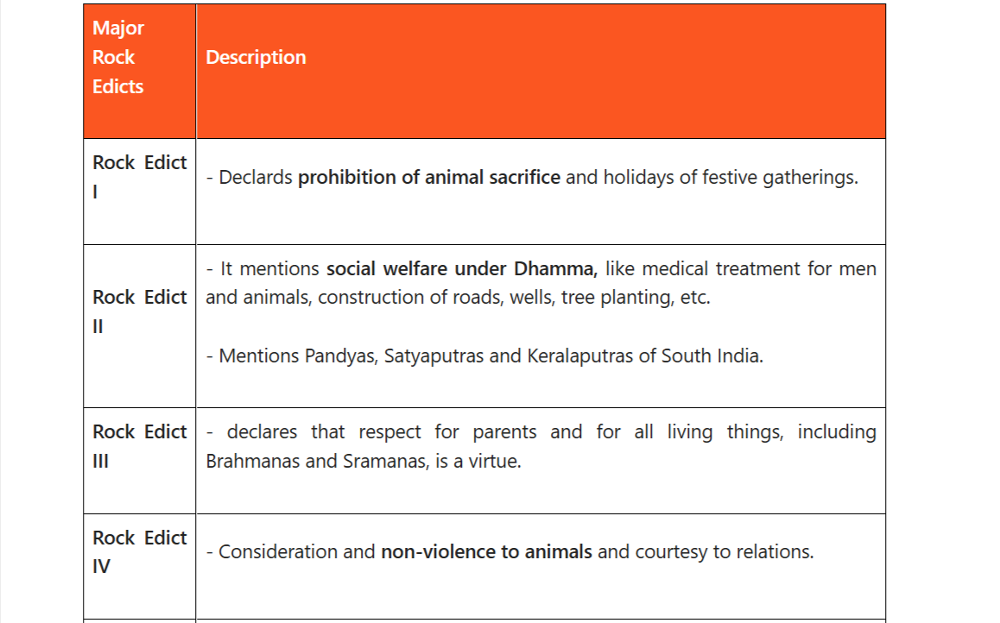 Major
Rock
Edicts
Description
Rock Edict
I
- Declards prohibition of animal sacrifice and holidays of festive gatherings.
Rock Edict
II
- It mentions social welfare under Dhamma, like medical treatment for men
and animals, construction of roads, wells, tree planting, etc.
- Mentions Pandyas, Satyaputras and Keralaputras of South India.
Rock Edict
III
- declares that respect for parents and for all living things, including
Brahmanas and Sramanas, is a virtue.
Rock Edict
IV
- Consideration and non-violence to animals and courtesy to relations.